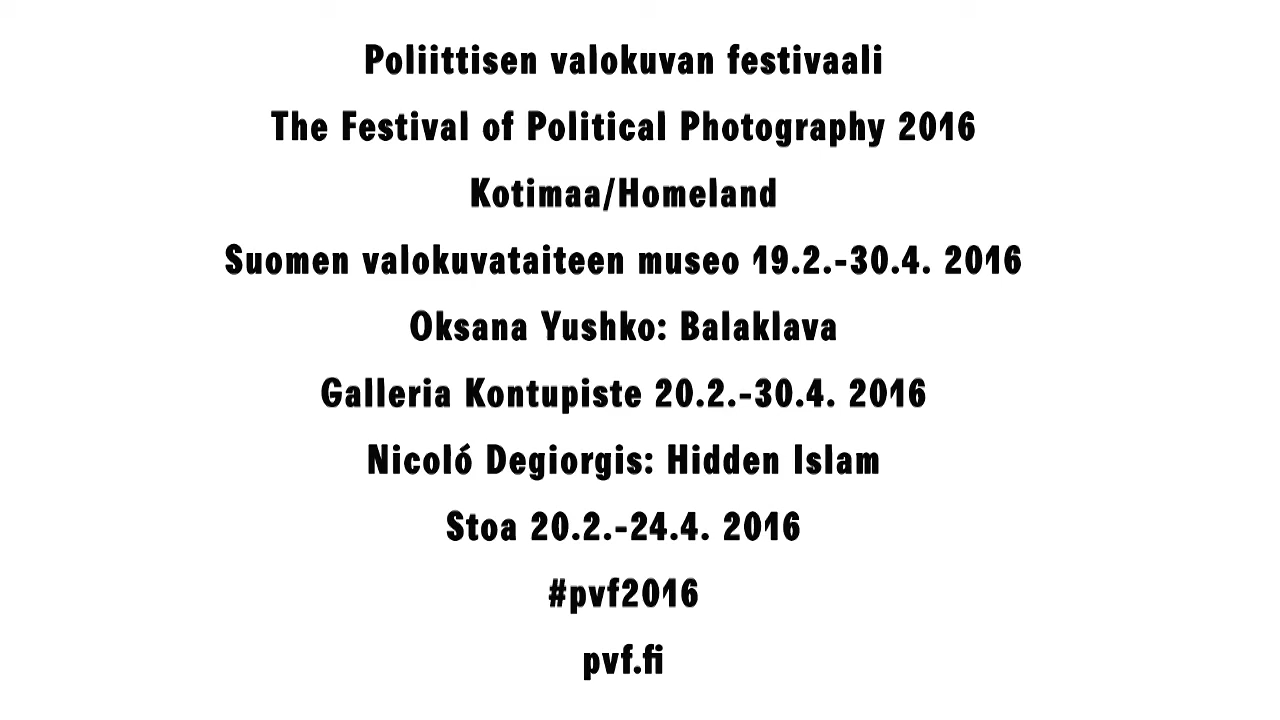 Poliittisen valokuvan festivaali
The Festival of Political Photography 2016
Kotimaa/Homeland
Suomen valokuvataiteen museo 19.2.-30.4. 2016
Oksana Yushko: Balaklava
Galleria Kontupiste 20.2.-30.4. 2016
Nicoló Degiorgis: Hidden Islam
Stoa 20.2.-24.4. 2016
#pvf2016
pvf.fi